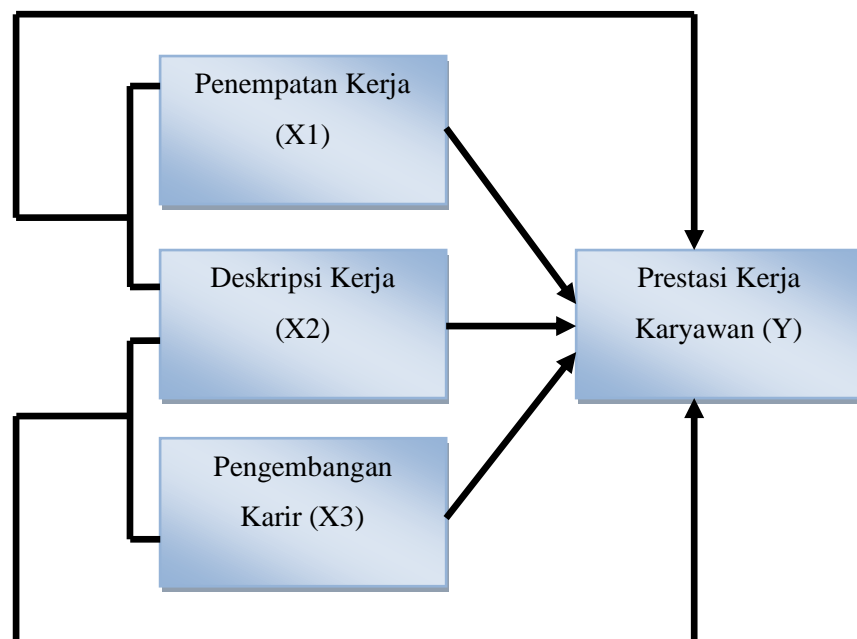 Penempatan Kerja
(X1)
Deskripsi Kerja
(X2)
Prestasi Kerja
Karyawan (Y)
Pengembangan
Karir (X3)